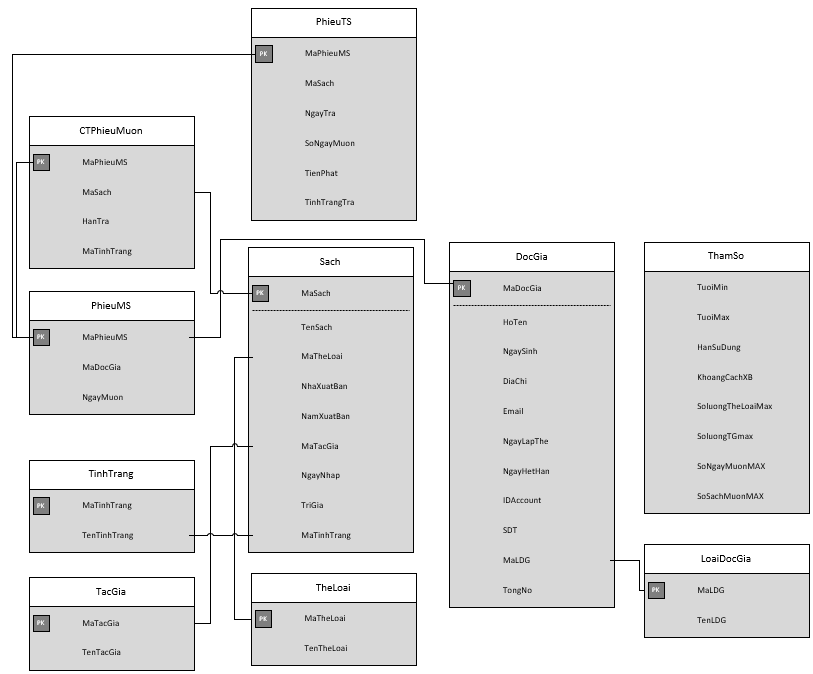 PhieuTS
PK MaPhieuMS
MaSach
NgayTra
SoNgayMuon
TienPhat
TinhTrangTra
CTPhieuMuon
PK MaPhieuMS
MaSach
HanTra
MaTinhTrang
PhieuMS
PK MaPhieuMS
MaDocGia
NgayMuon
TinhTrang
PK MaTinhTrang
TenTinhTrang
TacGia
PK MaTacGia
TenTacGia
Sach
PK MaSach
TenSach
MaTheLoai
NhaXuatBan
NamXuatBan
MaTacGia
NgayNhap
TriGia
MaTinhTrang
TheLoai
PK MaTheLoai
TenTheLoai
DocGia
PK MaDocGia
HoTen
NgaySinh
DiaChi
Email
NgayLapThe
NgayHetHan
IDAccount
SDT
MaLDG
TongNo
ThamSo
TuoiMin
TuoiMax
HanSuDung
KhoangCachXB
SoluongTheLoaiMax
SoluongTGmax
SoNgayMuonMAX
SoSachMuonMAX
LoaiDocGia
PK MaLDG
TenLDG